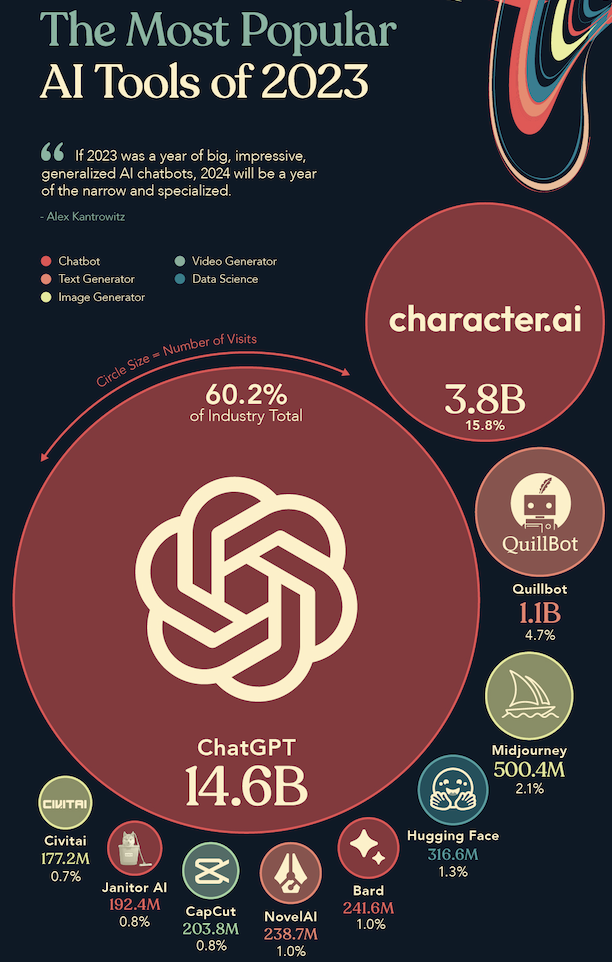 The Most Popular
AI Tools of 2023
“ If 2023 was a year of big, impressive,
generalized AI chatbots, 2024 will be a year
of the narrow and specialized.
- Alex Kantrowitz
Chatbot
Text Generator
Image Generator
Video Generator
Data Science
character.ai
3.8B
15.8%
Circle Size = Number of Visits
60.2%
of Industry Total
ChatGPT
14.6B
QuillBot
Quillbot
1.1B
4.7%
Midjourney
500.4M
2.1%
Hugging Face
316.6M
1.3%
Bard
241.6M
1.0%
NovelAI
238.7M
1.0%
CapCut
203.8M
0.8%
Janitor AI
192.4M
0.8%
CIVITAI
Civitai
177.2M
0.7%